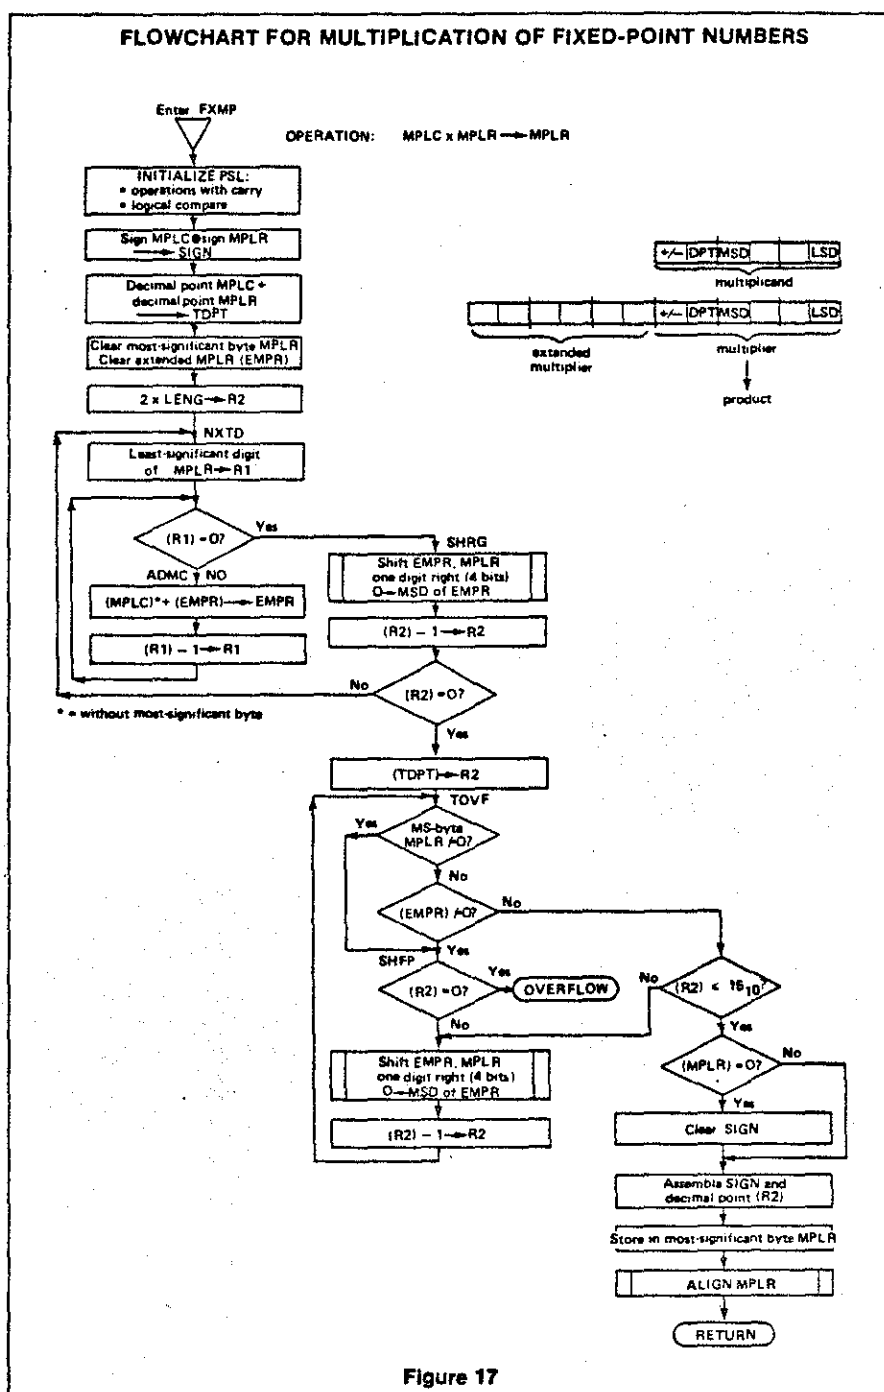 FLOWCHART FOR MULTIPLICATION OF FIXED-POINT NUMBERS
Enter FXMP
OPERATION: MPLC x MPLR → MPLR
INITIALIZE PSL:
• operations with carry
• logical compare
Sign MPLC ⊕ sign MPLR
→ SIGN
Decimal point MPLC +
decimal point MPLR
→ TDPT
Clear most-significant byte MPLR
Clear extended MPLR (EMPR)
2 x LENG → R2
+/- DPT MSD LSD
multiplicand
+/- DPT MSD LSD
extended
multiplier
multiplier
product
NXTD
Least-significant digit
of MPLR → R1
(R1) = 0?
Yes
ADMC NO
(MPLC)* + (EMPR) → EMPR
(R1) - 1 → R1
SHRG
Shift EMPR, MPLR
one digit right (4 bits)
O → MSD of EMPR
(R2) - 1 → R2
No
(R2) = 0?
* = without most-significant byte
Yes
(TDPT) → R2
TOVF
Yes
MS-byte
MPLR ≠ 0?
No
(EMPR) ≠ 0?
No
SHFP
Yes
(R2) = 0?
Yes
OVERFLOW
No
No
(R2) < 16₁₀?
Yes
Shift EMPR, MPLR
one digit right (4 bits)
O → MSD of EMPR
(R2) - 1 → R2
(MPLR) = 0?
No
Yes
Clear SIGN
Assemble SIGN and
decimal point (R2)
Store in most-significant byte MPLR
ALIGN MPLR
RETURN
Figure 17